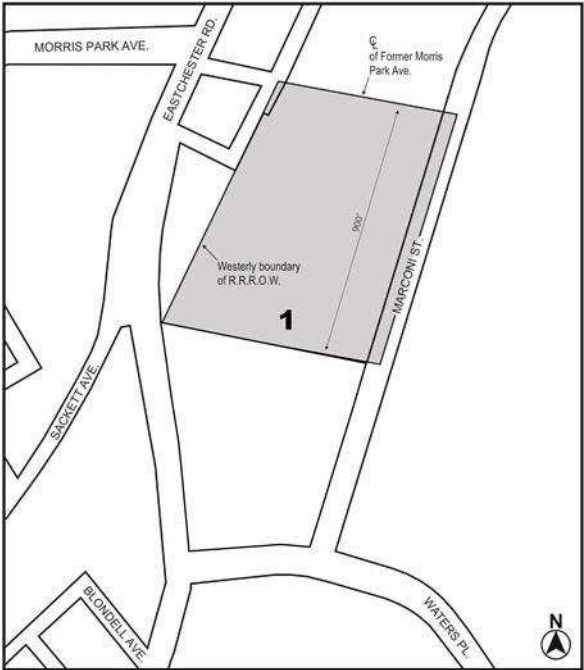 MORRIS PARK AVE.
EASTCHESTER RD.
℄
of Former Morris
Park Ave.
900'
Westerly boundary
of R.R.R.O.W.
MARCONI ST.
1
SACKETT AVE.
BLONDELL AVE.
WATERS PL.
N